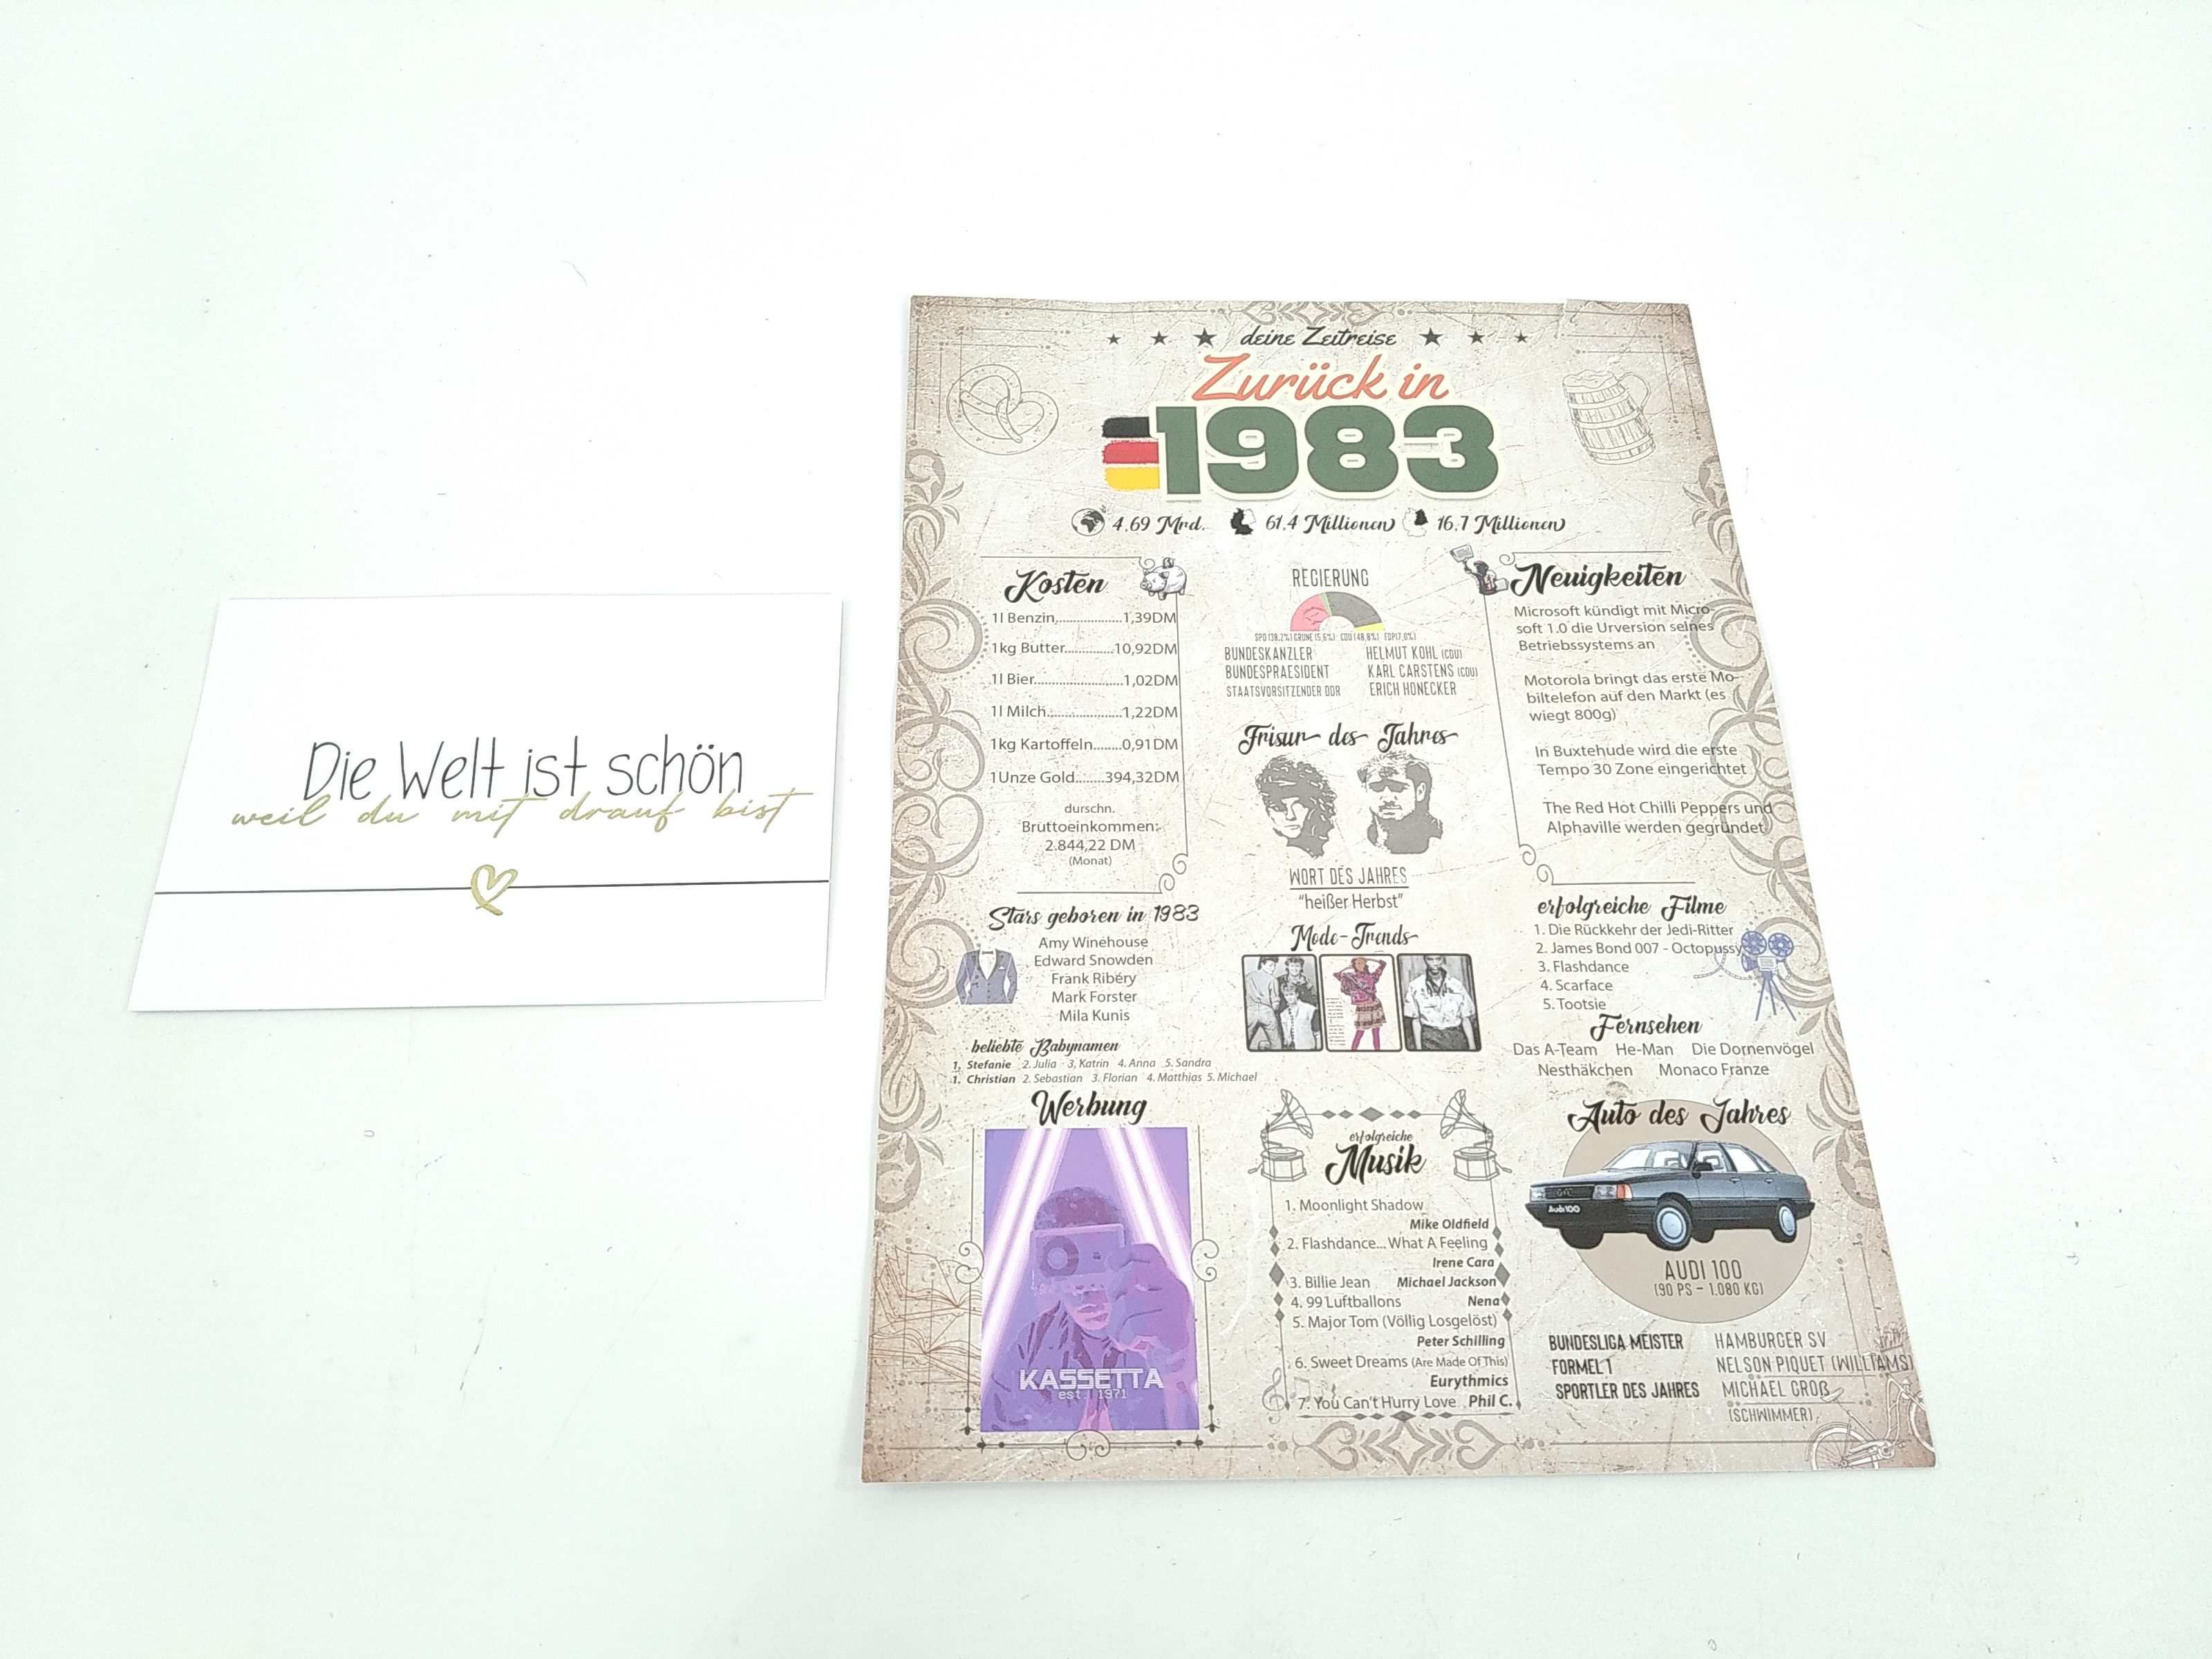 Die Welt ist schön
weil du mit drauf bist
deine Zeitreise
Zurück in
1983
4.69 Mrd. 61,4 Millionen 16,7 Millionen
Kosten
1l Benzin....................1,39DM
1kg Butter..............10,92DM
1l Bier..........................1,02DM
1l Milch......................1,22DM
1kg Kartoffeln........0,91DM
1Unze Gold........394,32DM
durschn.
Bruttoeinkommen:
2.844,22 DM
(Monat)
Stars geboren in 1983
Amy Winehouse
Edward Snowden
Frank Ribéry
Mark Forster
Mila Kunis
beliebte Babynamen
1. Stefanie 2. Julia 3. Katrin 4. Anna 5. Sandra
1. Christian 2. Sebastian 3. Florian 4. Matthias 5. Michael
Werbung
KASSETTA
est. 1971
REGIERUNG
SPD (38,2%) GRÜNE (5,6%) CDU (48,8%) FDP(7,0%)
BUNDESKANZLER HELMUT KOHL (CDU)
BUNDESPRAESIDENT KARL CARSTENS (CDU)
STAATSVORSITZENDER DDR ERICH HONECKER
Frisur des Jahres
WORT DES JAHRES
"heißer Herbst"
Mode-Trends
erfolgreiche
Musik
1. Moonlight Shadow
Mike Oldfield
2. Flashdance... What A Feeling
Irene Cara
3. Billie Jean Michael Jackson
4. 99 Luftballons Nena
5. Major Tom (Völlig Losgelöst)
Peter Schilling
6. Sweet Dreams (Are Made Of This)
Eurythmics
7. You Can't Hurry Love Phil C.
Neuigkeiten
Microsoft kündigt mit Micro-
soft 1.0 die Urversion seines
Betriebssystems an
Motorola bringt das erste Mo-
biltelefon auf den Markt (es
wiegt 800g)
In Buxtehude wird die erste
Tempo 30 Zone eingerichtet
The Red Hot Chilli Peppers und
Alphaville werden gegründet
erfolgreiche Filme
1. Die Rückkehr der Jedi-Ritter
2. James Bond 007 - Octopussy
3. Flashdance
4. Scarface
5. Tootsie
Fernsehen
Das A-Team He-Man Die Dornenvögel
Nesthäkchen Monaco Franze
Auto des Jahres
Audi 100
AUDI 100
(90 PS - 1.080 KG)
BUNDESLIGA MEISTER HAMBURGER SV
FORMEL 1 NELSON PIQUET (WILLIAMS)
SPORTLER DES JAHRES MICHAEL GROß
(SCHWIMMER)